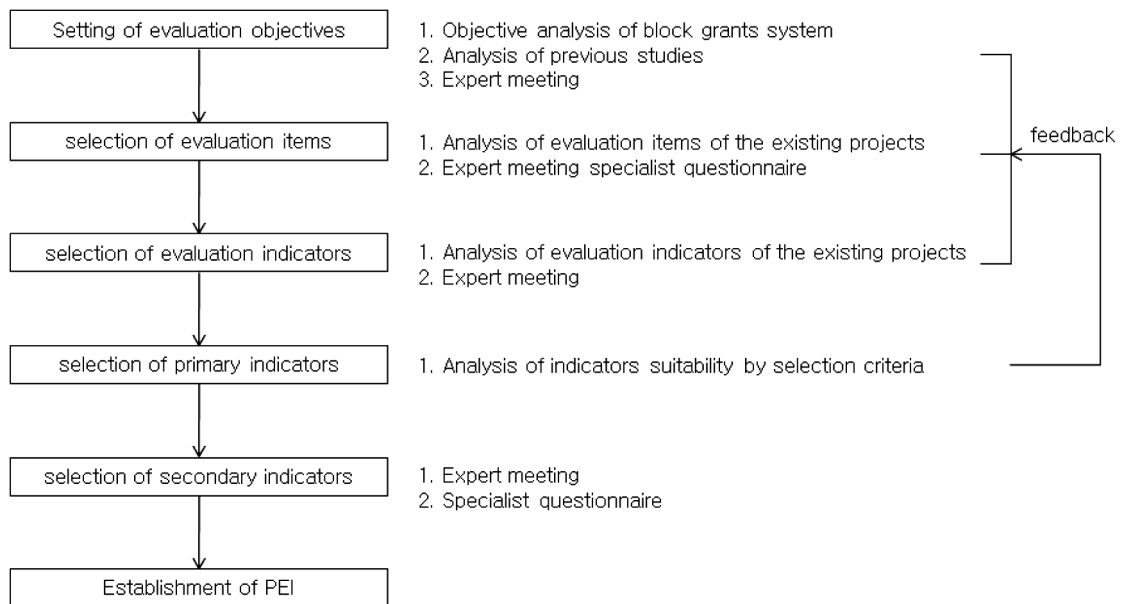 Setting of evaluation objectives
1. Objective analysis of block grants system
2. Analysis of previous studies
3. Expert meeting
selection of evaluation items
1. Analysis of evaluation items of the existing projects
2. Expert meeting specialist questionnaire
feedback
selection of evaluation indicators
1. Analysis of evaluation indicators of the existing projects
2. Expert meeting
selection of primary indicators
1. Analysis of indicators suitability by selection criteria
selection of secondary indicators
1. Expert meeting
2. Specialist questionnaire
Establishment of PEI